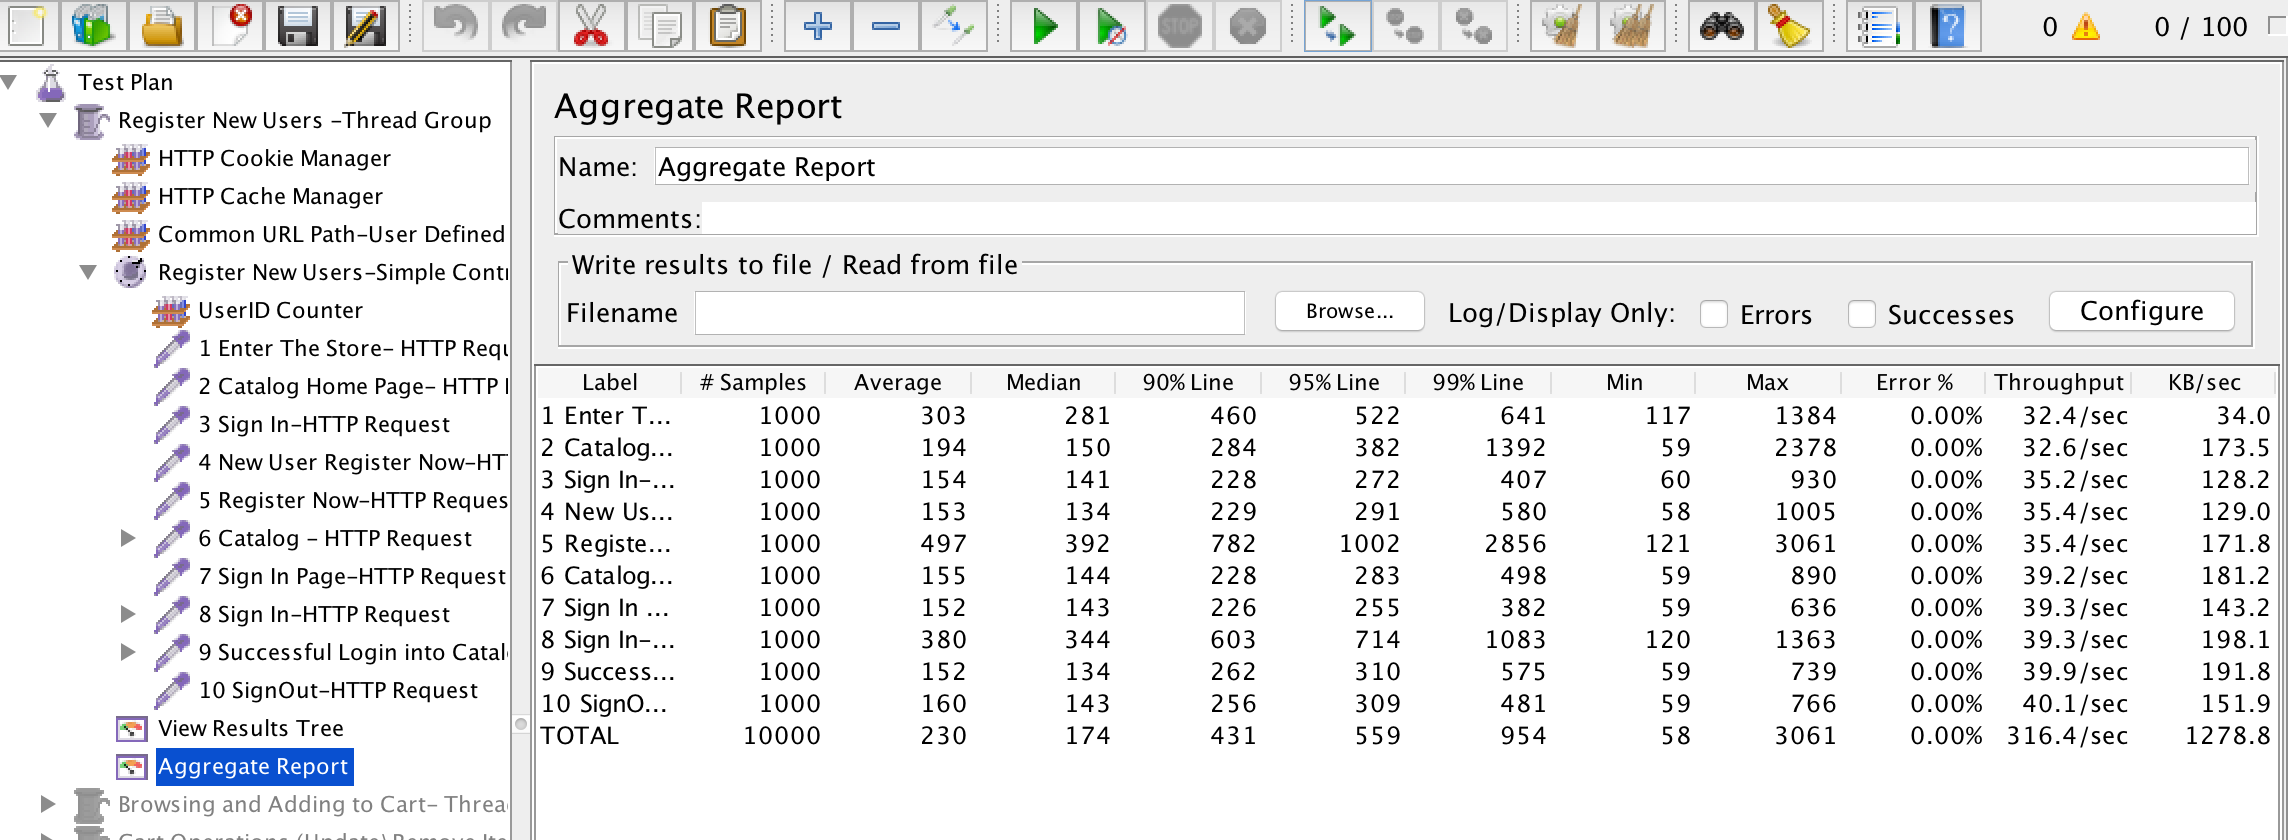 STOP
?
0
0 / 100
Test Plan
Register New Users -Thread Group
HTTP Cookie Manager
HTTP Cache Manager
Common URL Path-User Defined
Register New Users-Simple Cont
UserID Counter
1 Enter The Store- HTTP Requ
2 Catalog Home Page- HTTP
3 Sign In-HTTP Request
4 New User Register Now-HT
5 Register Now-HTTP Reques
6 Catalog - HTTP Request
7 Sign In Page-HTTP Request
8 Sign In-HTTP Request
9 Successful Login into Catal
10 SignOut-HTTP Request
View Results Tree
Aggregate Report
Browsing and Adding to Cart- Threa
Cart Operations (Update) Remove Ite
Aggregate Report
Name: Aggregate Report
Comments:
Write results to file / Read from file
Filename Browse... Log/Display Only: Errors Successes Configure
Label # Samples Average Median 90% Line 95% Line 99% Line Min Max Error % Throughput KB/sec
1 Enter T... 1000 303 281 460 522 641 117 1384 0.00% 32.4/sec 34.0
2 Catalog... 1000 194 150 284 382 1392 59 2378 0.00% 32.6/sec 173.5
3 Sign In-... 1000 154 141 228 272 407 60 930 0.00% 35.2/sec 128.2
4 New Us... 1000 153 134 229 291 580 58 1005 0.00% 35.4/sec 129.0
5 Registe... 1000 497 392 782 1002 2856 121 3061 0.00% 35.4/sec 171.8
6 Catalog... 1000 155 144 228 283 498 59 890 0.00% 39.2/sec 181.2
7 Sign In ... 1000 152 143 226 255 382 59 636 0.00% 39.3/sec 143.2
8 Sign In-... 1000 380 344 603 714 1083 120 1363 0.00% 39.3/sec 198.1
9 Success... 1000 152 134 262 310 575 59 739 0.00% 39.9/sec 191.8
10 SignO... 1000 160 143 256 309 481 59 766 0.00% 40.1/sec 151.9
TOTAL 10000 230 174 431 559 954 58 3061 0.00% 316.4/sec 1278.8